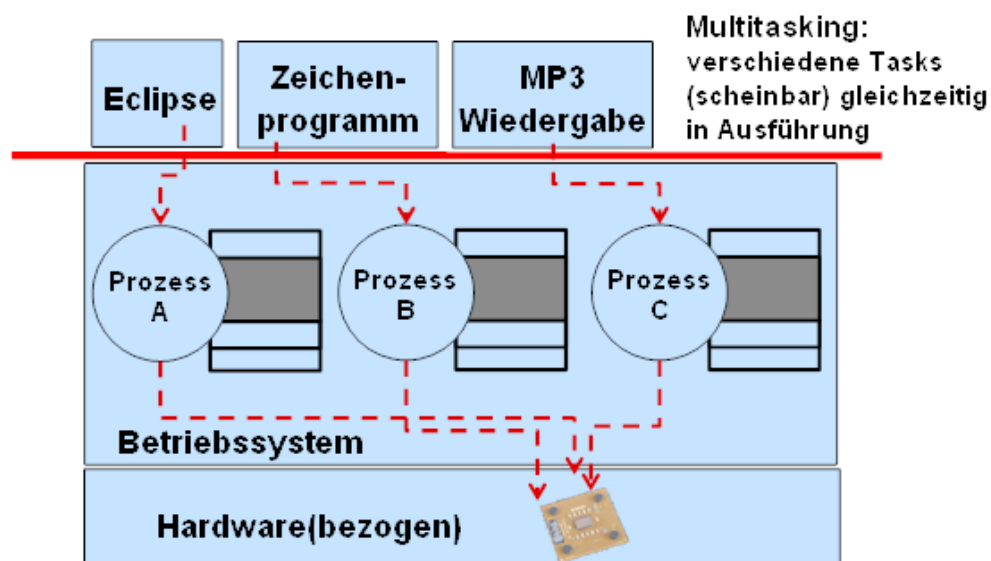 Multitasking:
verschiedene Tasks
(scheinbar) gleichzeitig
in Ausführung
Eclipse
Zeichen-
programm
MP3
Wiedergabe
Prozess
A
Prozess
B
Prozess
C
Betriebssystem
Hardware(bezogen)